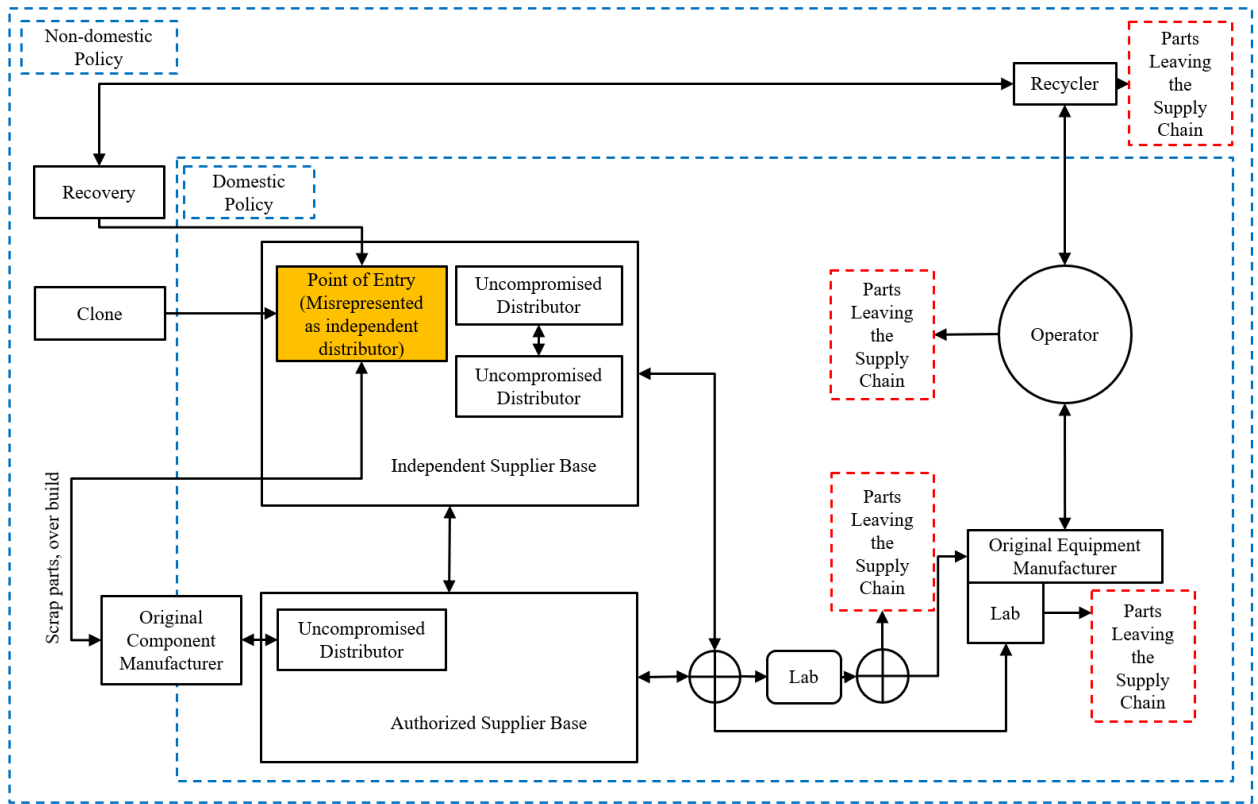 Non-domestic
Policy
Parts
Leaving
the
Supply
Chain
Recycler
Recovery
Domestic
Policy
Point of Entry
(Misrepresented
as independent
distributor)
Uncompromised
Distributor
Uncompromised
Distributor
Clone
Independent Supplier Base
Parts
Leaving
the
Supply
Chain
Operator
Scrap parts, over build
Parts
Leaving
the
Supply
Chain
Original Equipment
Manufacturer
Lab
Parts
Leaving
the
Supply
Chain
Original
Component
Manufacturer
Uncompromised
Distributor
Lab
Authorized Supplier Base